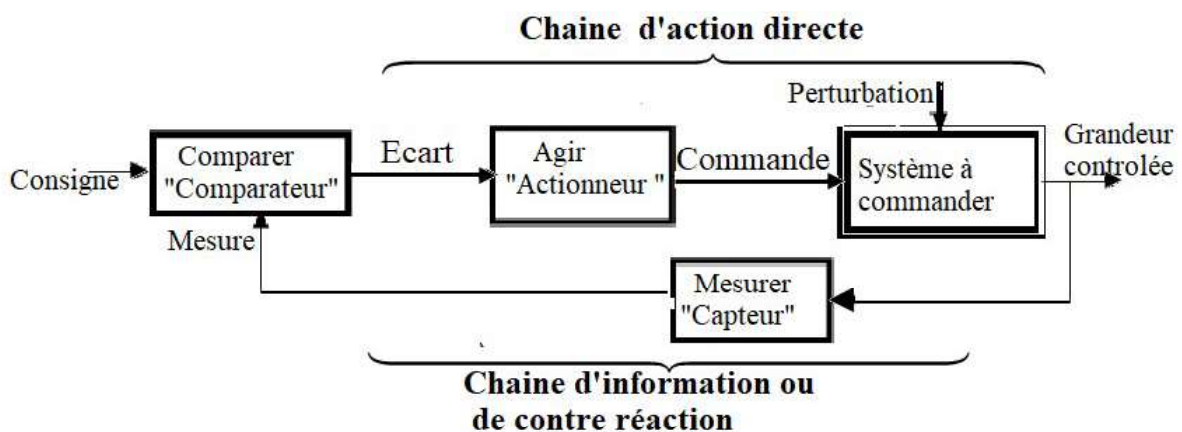 Chaine d'action directe
Perturbation
Consigne
Comparer
"Comparateur"
Ecart
Agir
"Actionneur "
Commande
Système à
commander
Grandeur
controlée
Mesure
Mesurer
"Capteur"
Chaine d'information ou
de contre réaction